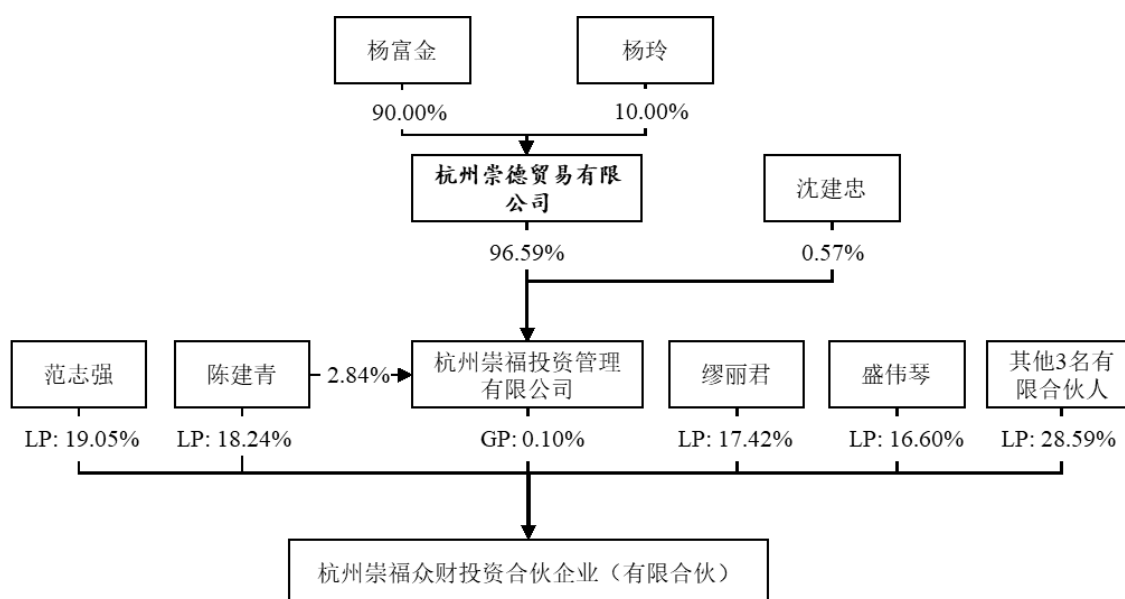 杨富金
杨玲
90.00%
10.00%
杭州崇德贸易有限
公司
沈建忠
96.59%
0.57%
范志强
陈建青
2.84%
杭州崇福投资管理
有限公司
缪丽君
盛伟琴
其他3名有
限合伙人
LP: 19.05%
LP: 18.24%
GP: 0.10%
LP: 17.42%
LP: 16.60%
LP: 28.59%
杭州崇福众财投资合伙企业（有限合伙）